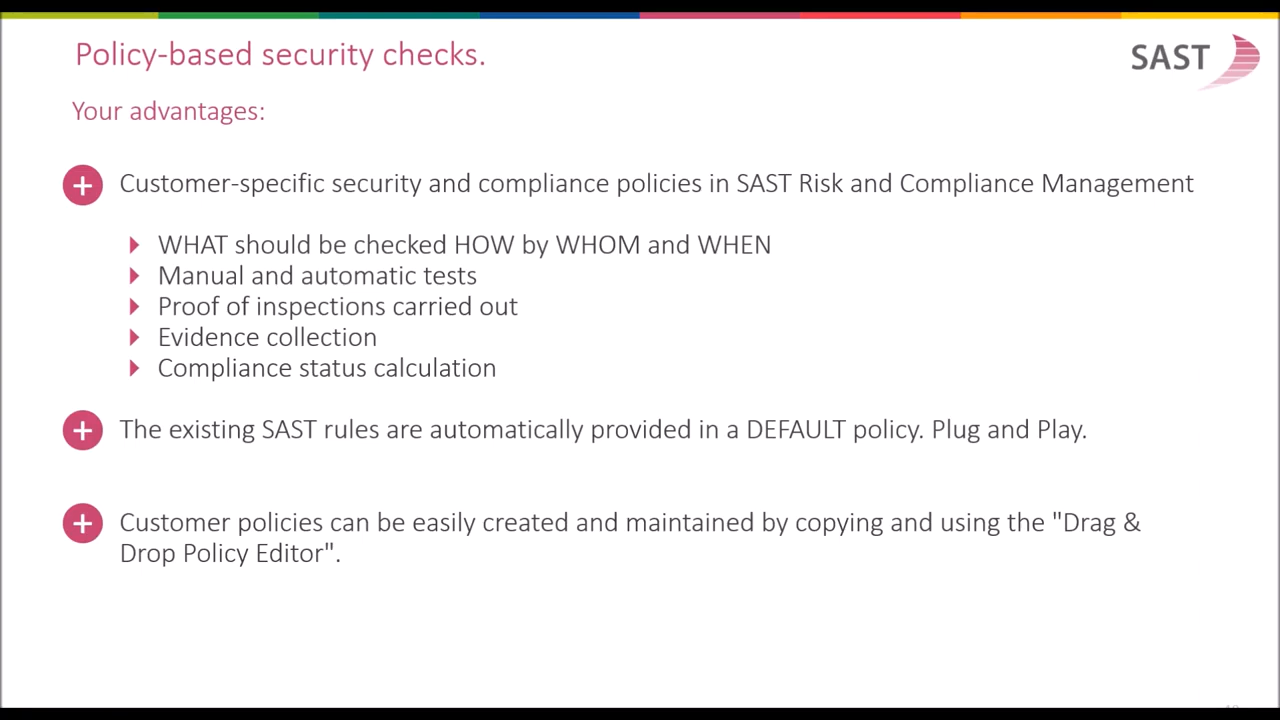 Policy-based security checks.
SAST
Your advantages:
Customer-specific security and compliance policies in SAST Risk and Compliance Management
WHAT should be checked HOW by WHOM and WHEN
Manual and automatic tests
Proof of inspections carried out
Evidence collection
Compliance status calculation
The existing SAST rules are automatically provided in a DEFAULT policy. Plug and Play.
Customer policies can be easily created and maintained by copying and using the "Drag &
Drop Policy Editor".